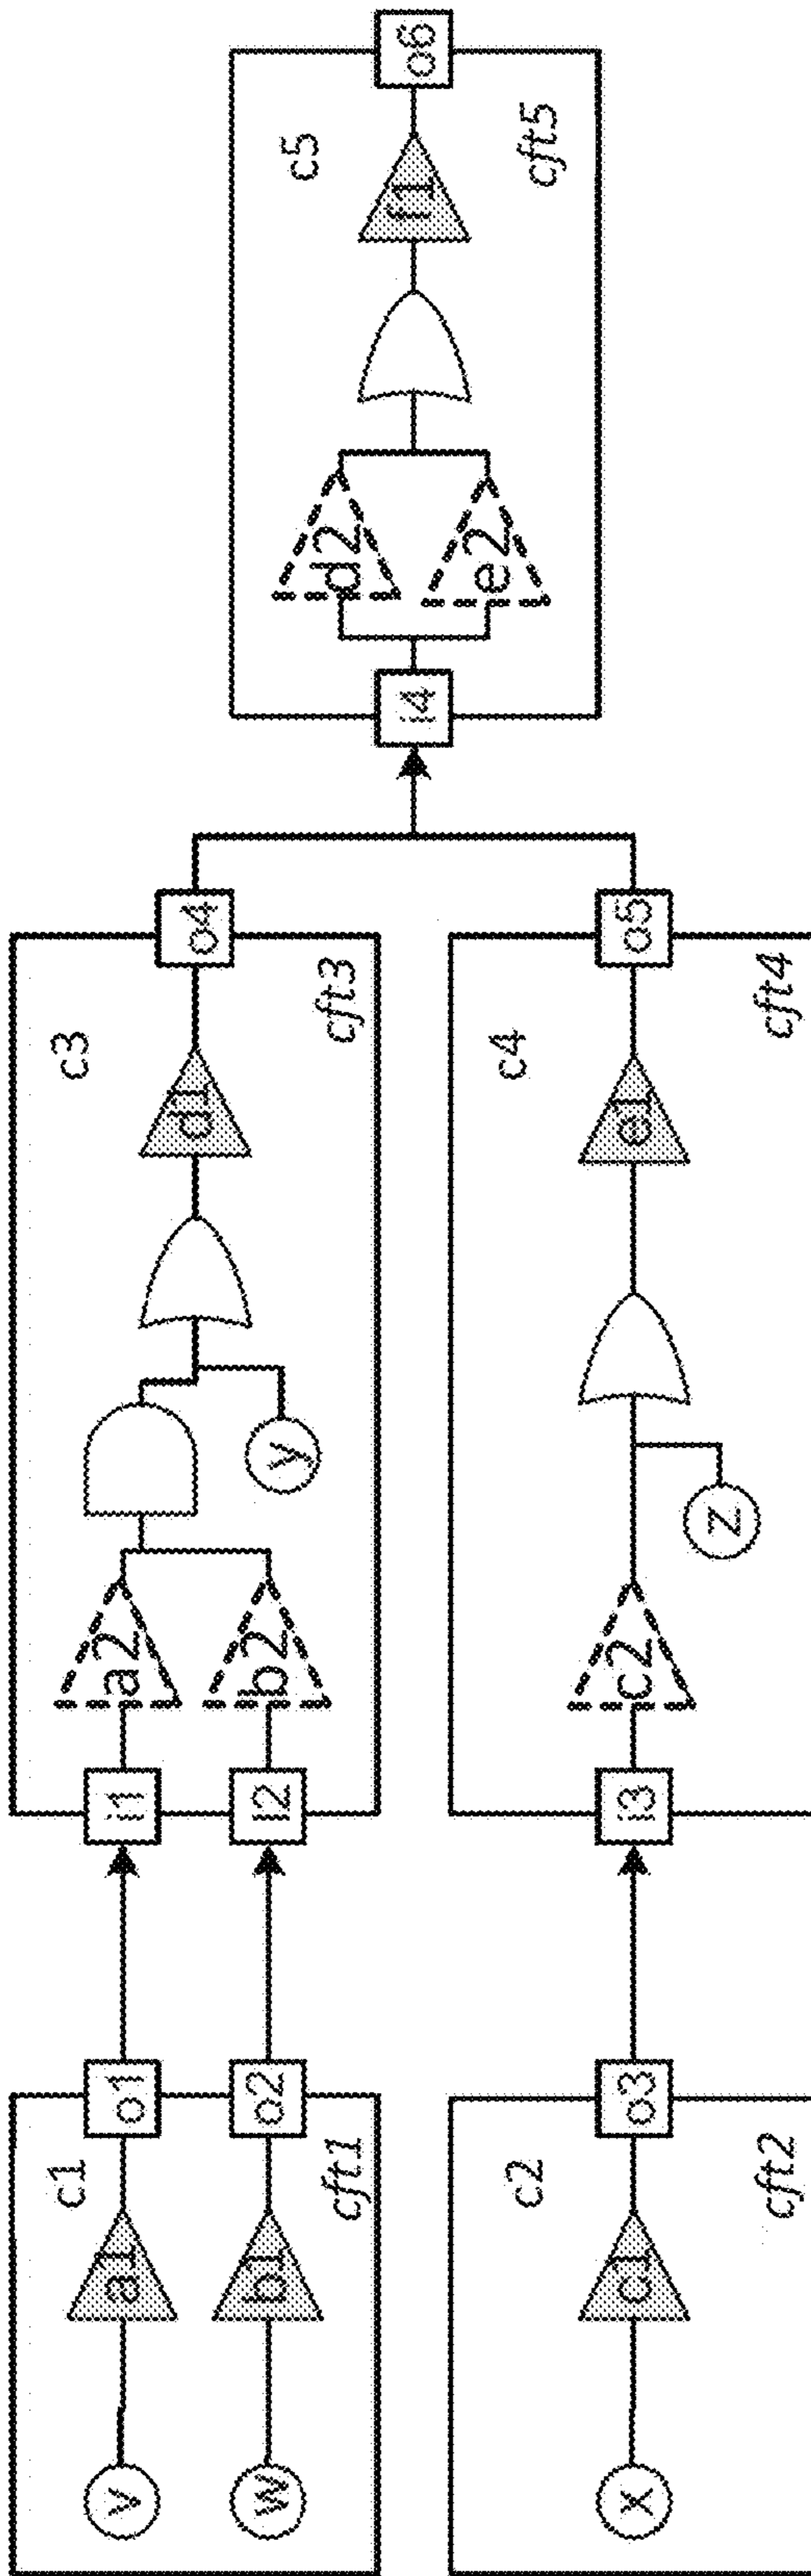 c1
v
a1
o1
w
b1
o2
cft1
c2
x
c1
o3
cft2
c3
i1
a2
i2
b2
y
d1
o4
cft3
c4
i3
c2
z
e1
o5
cft4
c5
i4
d2
e2
f1
o6
cft5